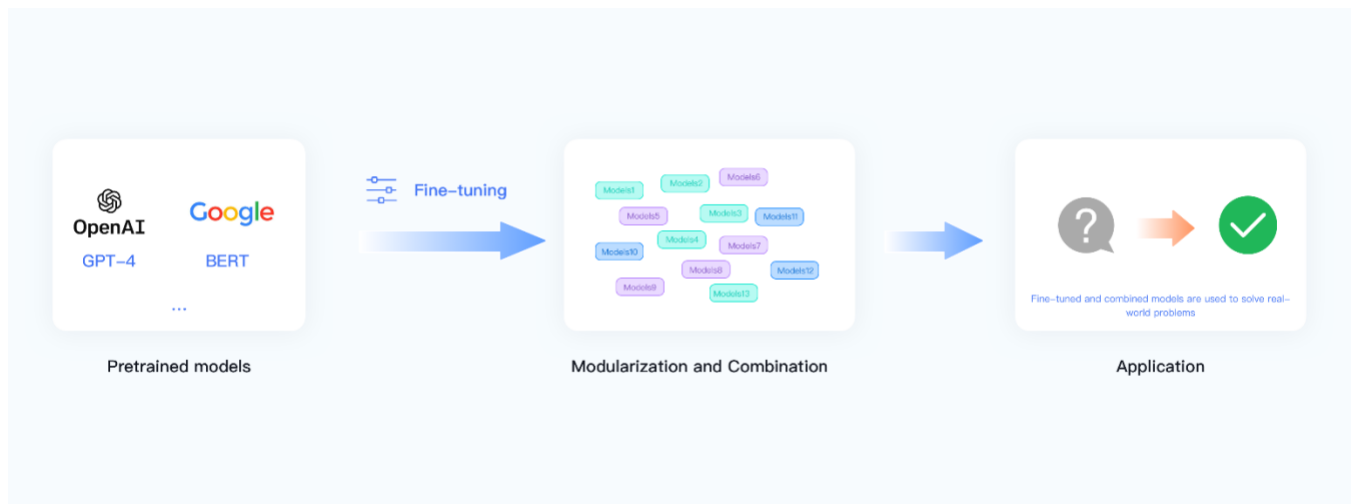 OpenAI
GPT-4
Google
BERT
...
Pretrained models
Fine-tuning
Models1
Models2
Models6
Models5
Models3
Models11
Models10
Models4
Models7
Models8
Models12
Models9
Models13
Modularization and Combination
?
Fine-tuned and combined models are used to solve real-
world problems
Application